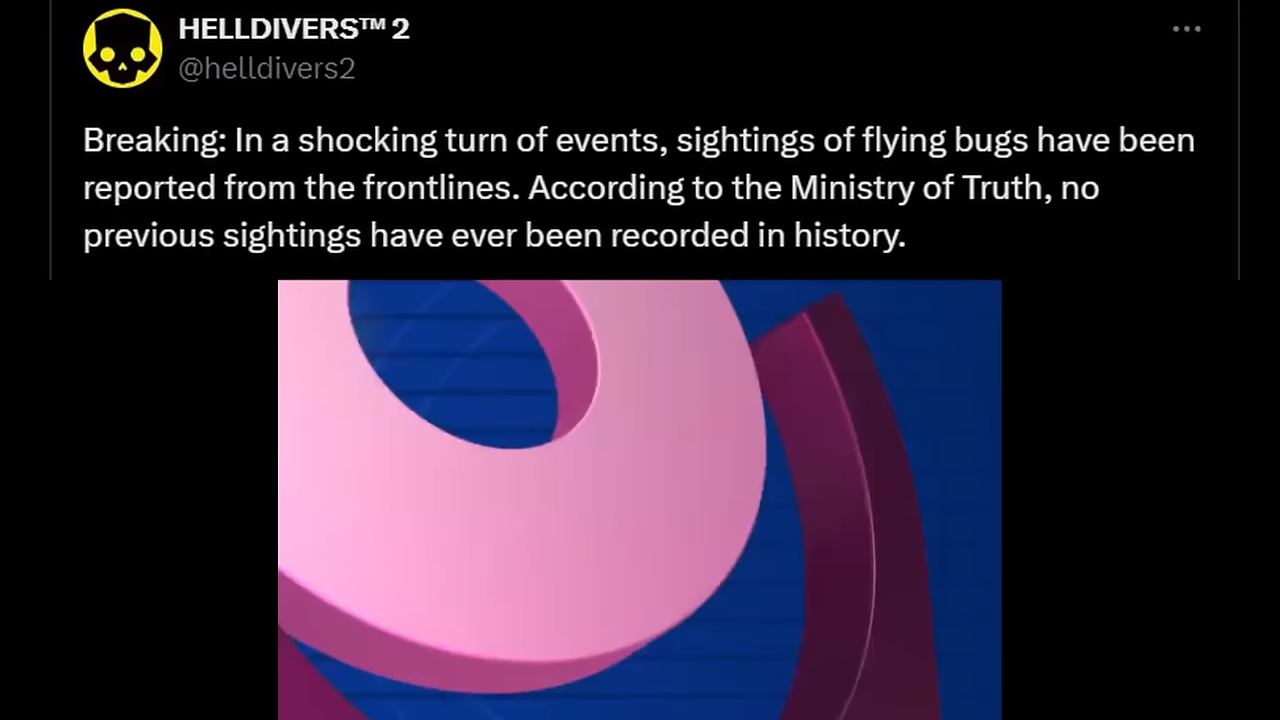 HELLDIVERS™ 2
@helldivers2
Breaking: In a shocking turn of events, sightings of flying bugs have been
reported from the frontlines. According to the Ministry of Truth, no
previous sightings have ever been recorded in history.